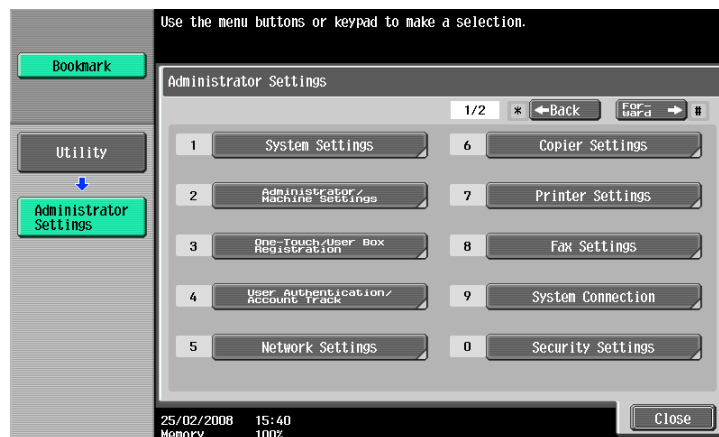 Use the menu buttons or keypad to make a selection.
Bookmark
Administrator Settings
1/2 * ←Back For-
ward → #
Utility
Administrator
Settings
1 System Settings
2 Administrator/
Machine Settings
3 One-Touch/User Box
Registration
4 User Authentication/
Account Track
5 Network Settings
6 Copier Settings
7 Printer Settings
8 Fax Settings
9 System Connection
0 Security Settings
25/02/2008 15:40
Memory 100%
Close